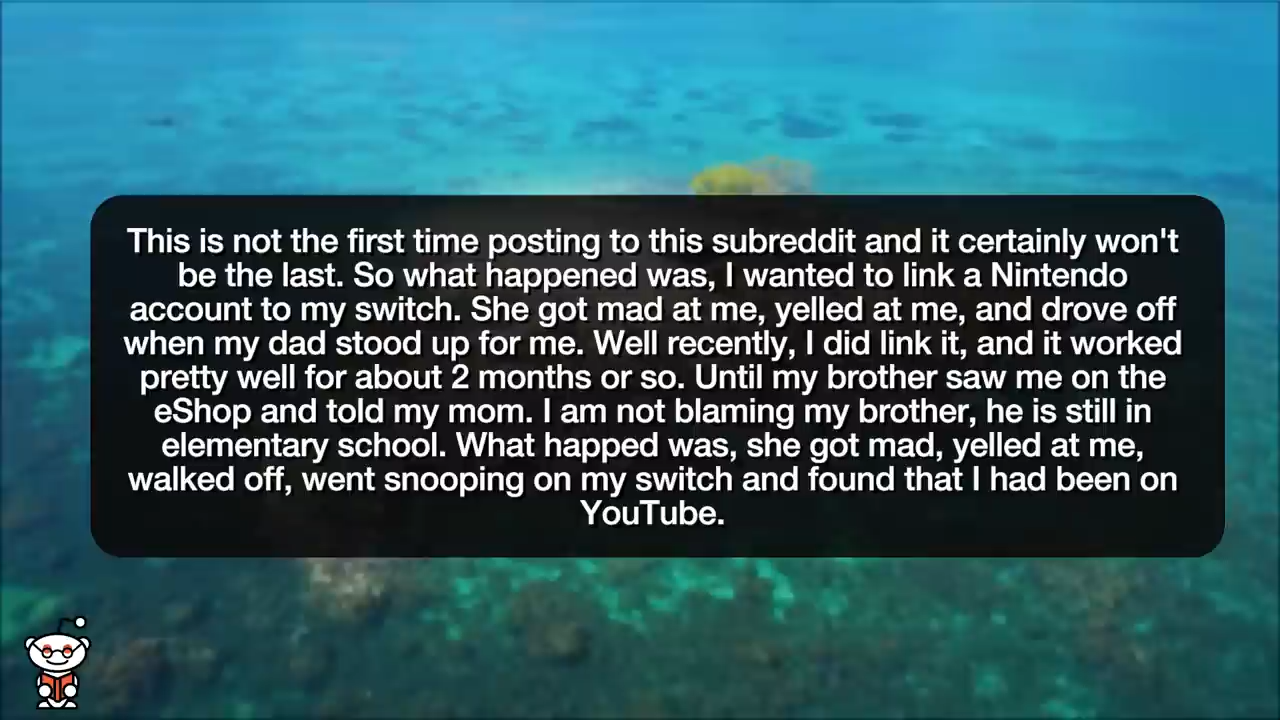 This is not the first time posting to this subreddit and it certainly won't
be the last. So what happened was, I wanted to link a Nintendo
account to my switch. She got mad at me, yelled at me, and drove off
when my dad stood up for me. Well recently, I did link it, and it worked
pretty well for about 2 months or so. Until my brother saw me on the
eShop and told my mom. I am not blaming my brother, he is still in
elementary school. What happed was, she got mad, yelled at me,
walked off, went snooping on my switch and found that I had been on
YouTube.